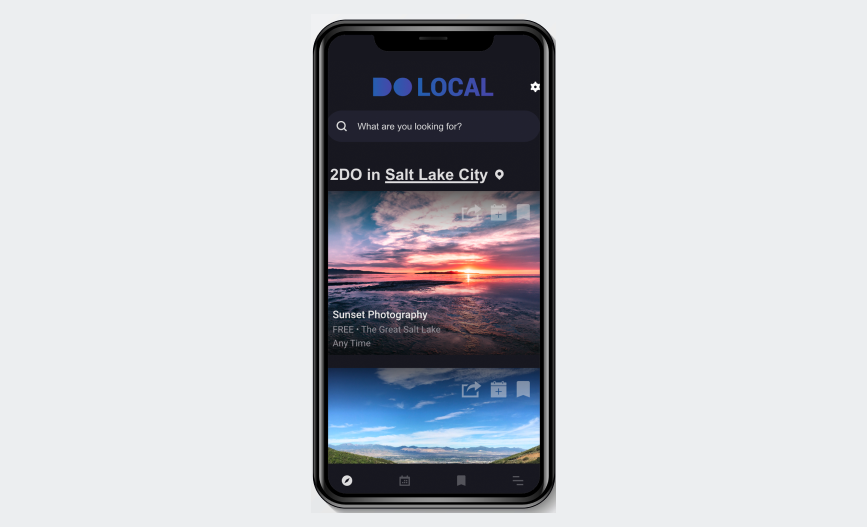 DO LOCAL
What are you looking for?
2DO in Salt Lake City
Sunset Photography
FREE • The Great Salt Lake
Any Time